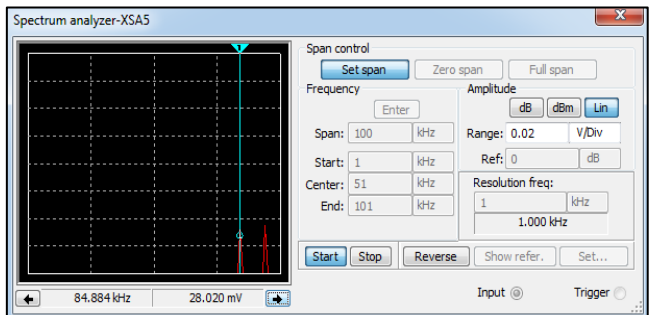 Spectrum analyzer-XSA5
x
1
Span control
Set span Zero span Full span
Frequency
Enter
Span: 100 kHz
Start: 1 kHz
Center: 51 kHz
End: 101 kHz
Amplitude
dB dBm Lin
Range: 0.02 V/Div
Ref: 0 dB
Resolution freq:
1 kHz
1.000 kHz
Start Stop Reverse Show refer. Set...
84.884 kHz 28.020 mV
Input Trigger